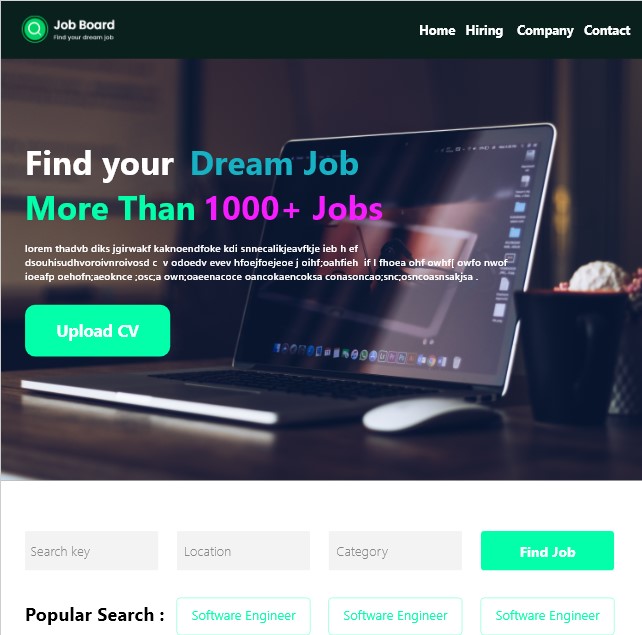 Job Board
Find your dream job
Home Hiring Company Contact
Find your Dream Job
More Than 1000+ Jobs
lorem thadvb diks jgirwakf kaknoendfoke kdi snnecalikjeavfkje ieb h ef
dsouhisudhvoroivnroivosd c v odoedv evev hfoejfoejeoe j oihf;oahfieh if I fhoea ohf owhf[ owfo nwof
ioeafp oehofn;aeoknce ;osc;a own;oaeenacoce oancokaencoksa conasoncao;snc;osncoasnsakjsa .
Upload CV
Search key
Location
Category
Find Job
Popular Search :
Software Engineer
Software Engineer
Software Engineer